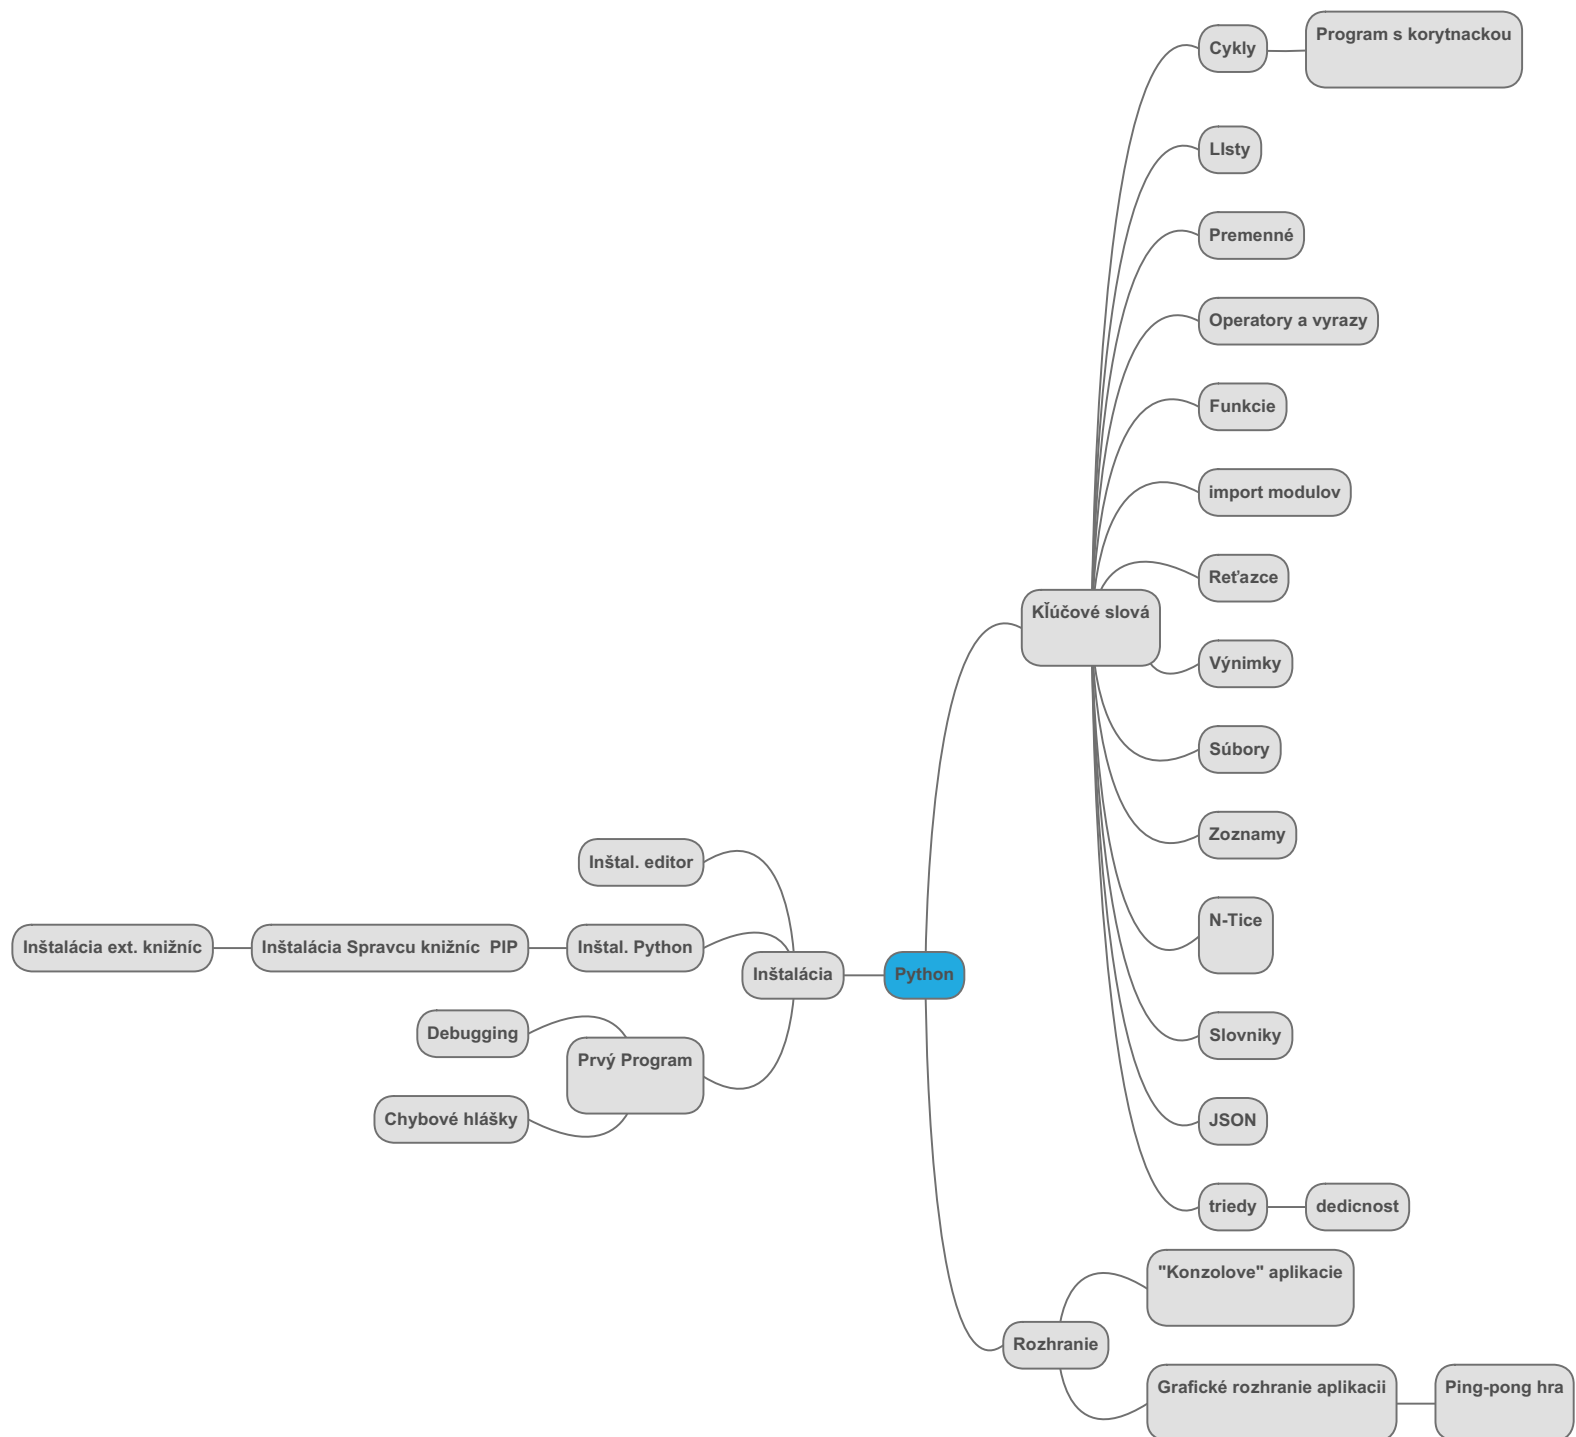 Cykly
Program s korytnackou
LIsty
Premenné
Operatory a vyrazy
Funkcie
import modulov
Reťazce
Kĺúčové slová
Výnimky
Súbory
Zoznamy
Inštal. editor
N-Tice
Inštalácia ext. knižníc
Inštalácia Spravcu knižníc  PIP
Inštal. Python
Inštalácia
Python
Debugging
Slovniky
Prvý Program
Chybové hlášky
JSON
triedy
dedicnost
"Konzolove" aplikacie
Rozhranie
Grafické rozhranie aplikacii
Ping-pong hra